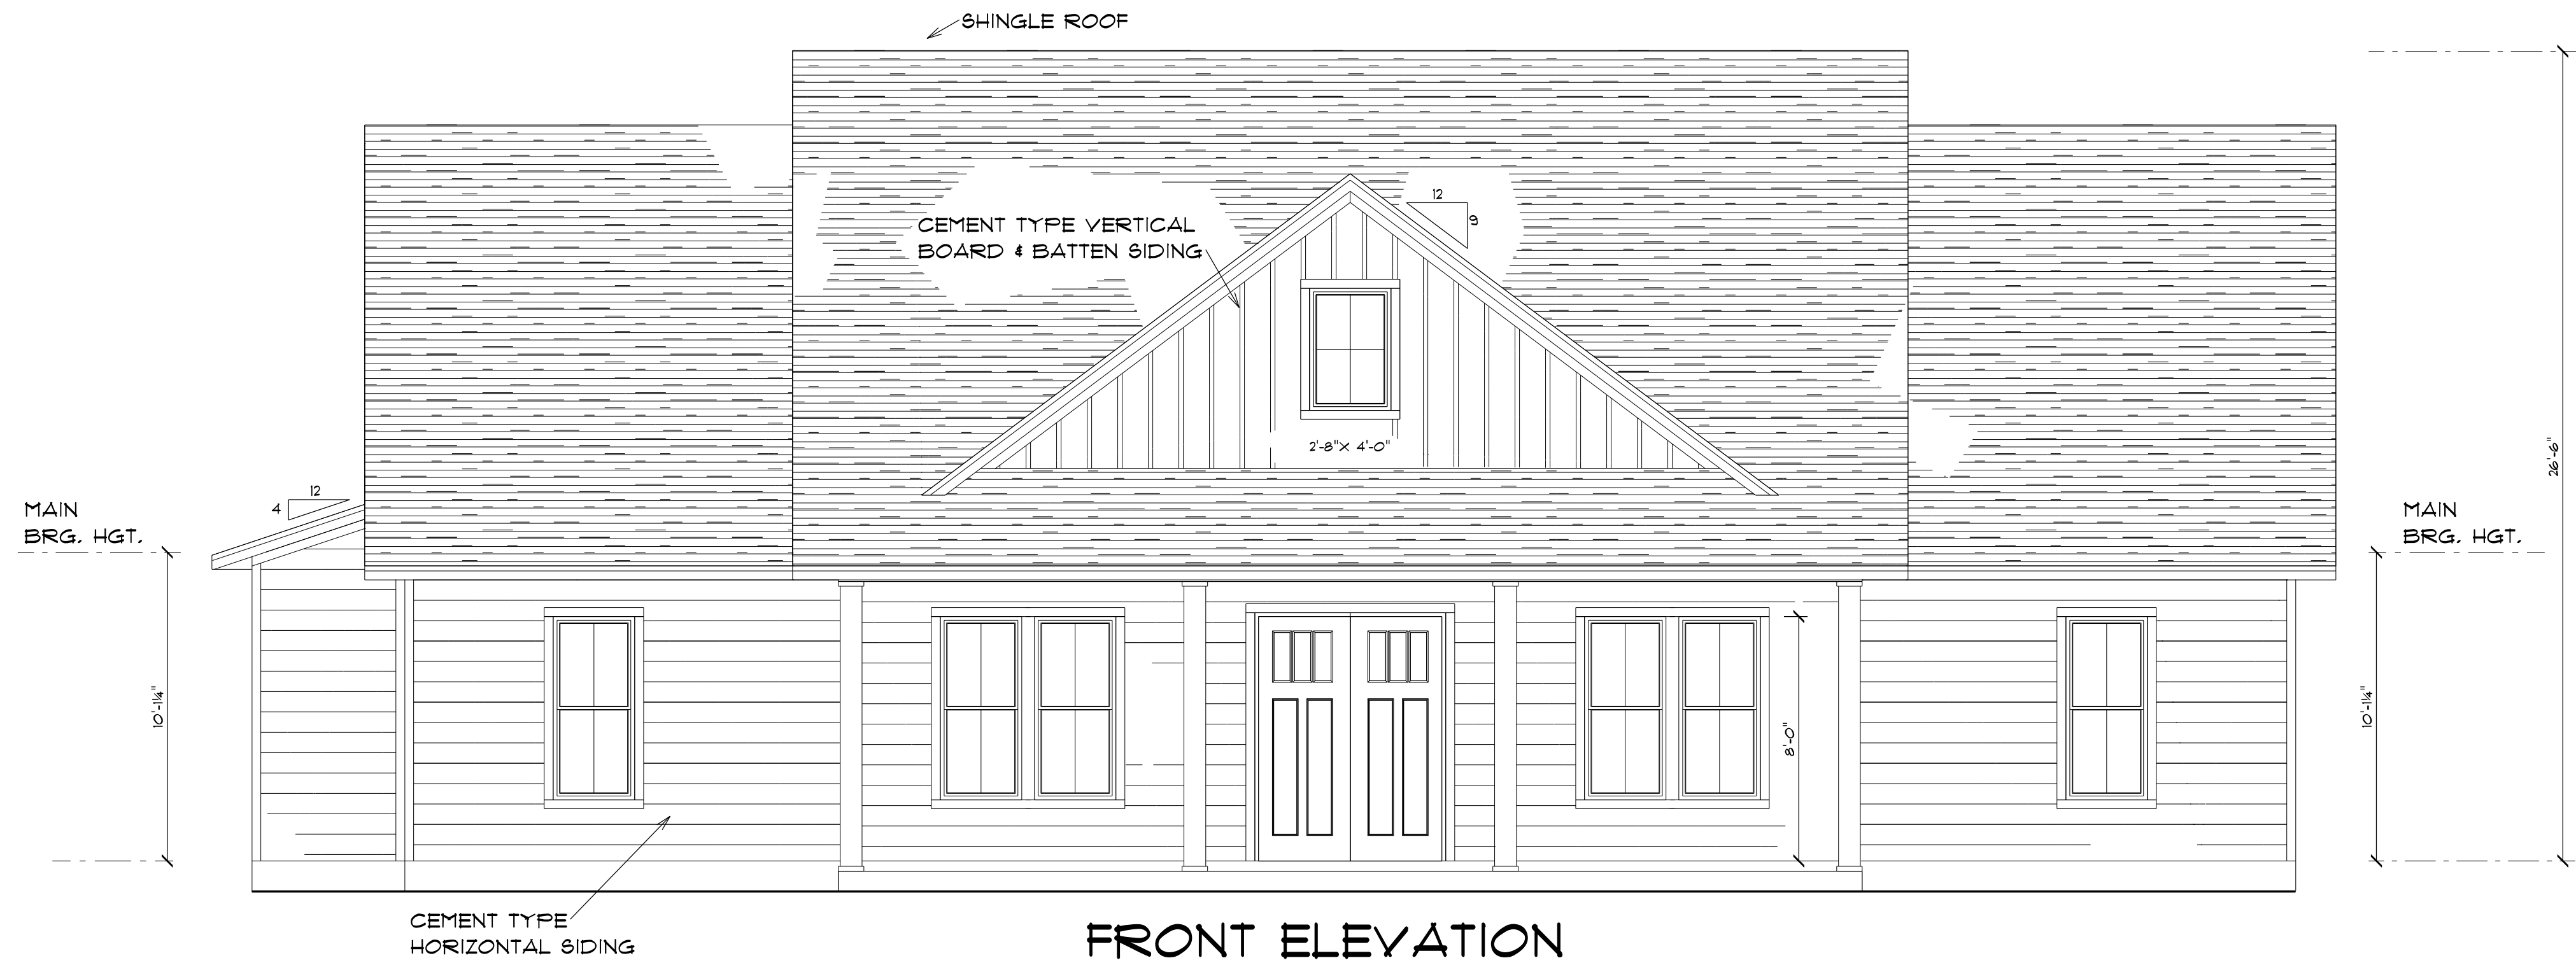 SHINGLE ROOF
12
9
CEMENT TYPE VERTICAL
BOARD & BATTEN SIDING
2'-8"X 4'-0"
26'-6"
12
4
MAIN
BRG. HGT.
MAIN
BRG. HGT.
10'-1¼"
8'-0"
10'-1¼"
CEMENT TYPE
HORIZONTAL SIDING
FRONT ELEVATION